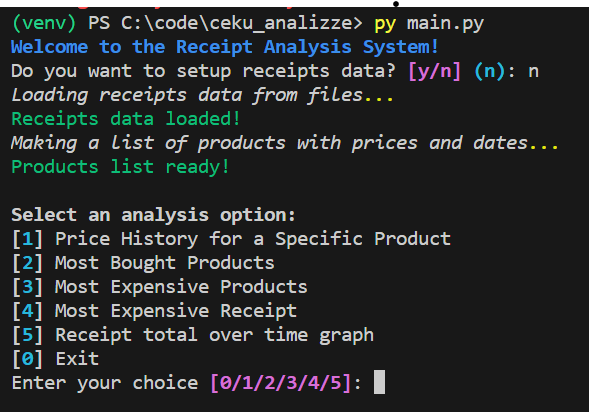 (venv) PS C:\code\ceku_analizze> py main.py
Welcome to the Receipt Analysis System!
Do you want to setup receipts data? [y/n] (n): n
Loading receipts data from files...
Receipts data loaded!
Making a list of products with prices and dates...
Products list ready!
Select an analysis option:
[1] Price History for a Specific Product
[2] Most Bought Products
[3] Most Expensive Products
[4] Most Expensive Receipt
[5] Receipt total over time graph
[0] Exit
Enter your choice [0/1/2/3/4/5]: